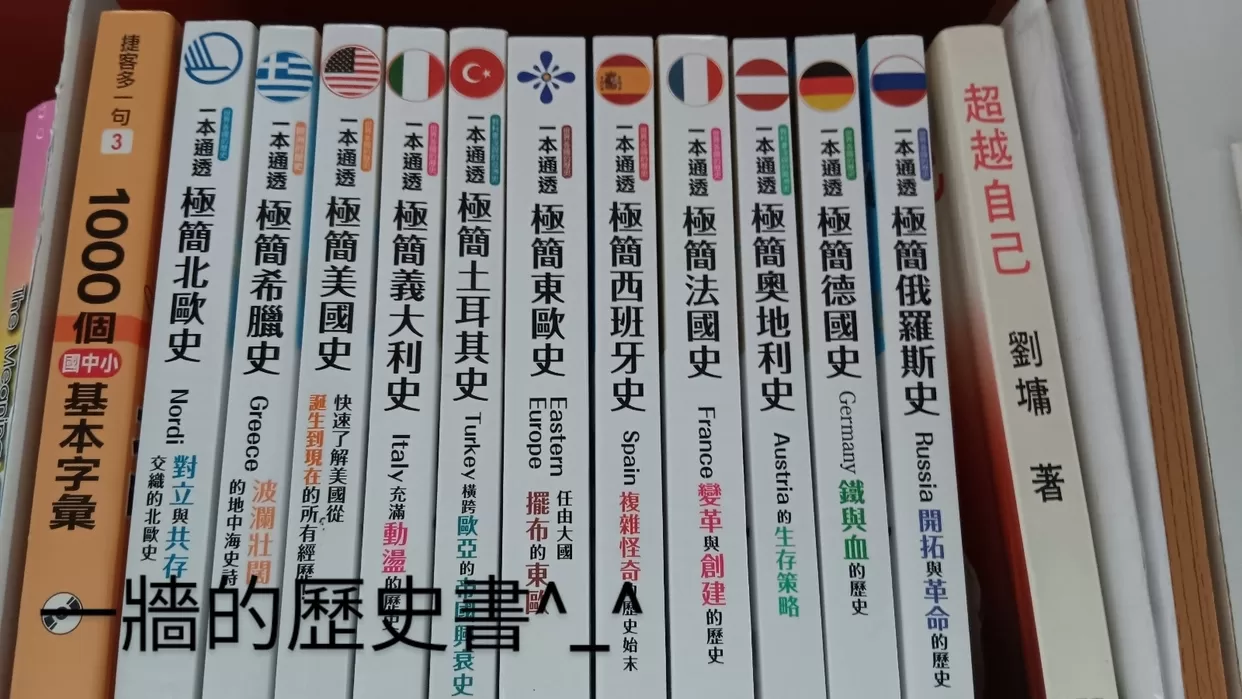 The Meaning
捷客多一句
3
1000個
國中小
基本字彙
一本通透
極簡北歐史
Nordi
對立與共存
交織的北歐史
一本通透
極簡希臘史
Greece
波瀾壯闊
的地中海史詩
一本通透
極簡美國史
快速了解美國從
誕生到現在的所有經歷
一本通透
極簡義大利史
Italy 充滿動盪的歷史
一本通透
極簡土耳其史
Turkey 橫跨歐亞的帝國興衰史
一本通透
極簡東歐史
Eastern
Europe
任由大國
擺布的東歐
一本通透
極簡西班牙史
Spain 複雜怪奇的歷史始末
一本通透
極簡法國史
France 變革與創建的歷史
一本通透
極簡奧地利史
Austria 的生存策略
一本通透
極簡德國史
Germany 鐵與血的歷史
一本通透
極簡俄羅斯史
Russia 開拓與革命的歷史
超越自己
劉墉 著
一牆的歷史書^_^